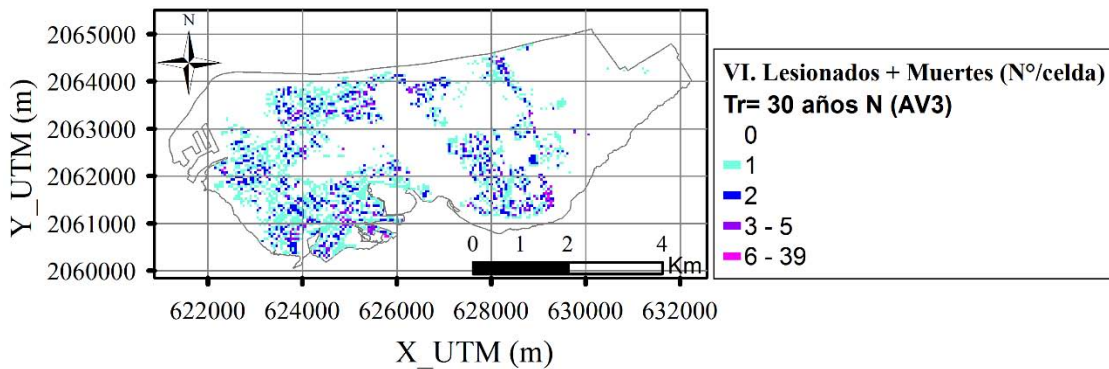 Y_UTM (m)
2065000
2064000
2063000
2062000
2061000
2060000
N
0 1 2 4
Km
622000 624000 626000 628000 630000 632000
X_UTM (m)
VI. Lesionados + Muertes (N°/celda)
Tr= 30 años N (AV3)
0
1
2
3 - 5
6 - 39